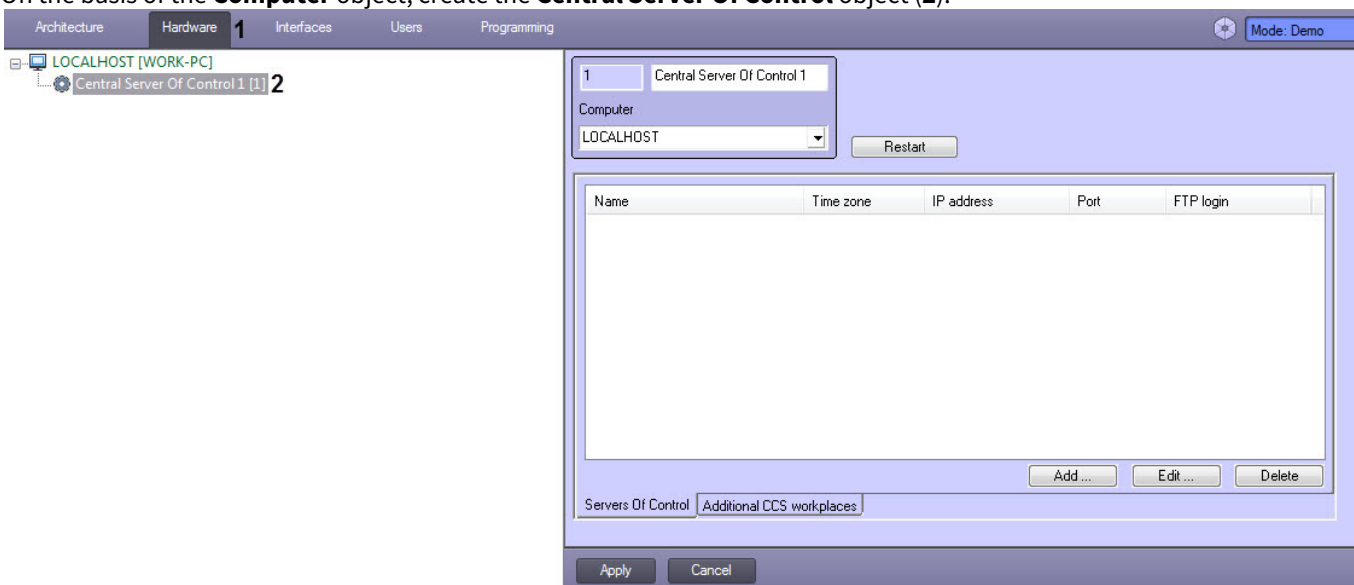 On the basis of the Computer object, create the Central Server Of Control object (2).
Architecture Hardware 1 Interfaces Users Programming Mode: Demo
LOCALHOST [WORK-PC]
Central Server Of Control 1 [1] 2
1 Central Server Of Control 1
Computer
LOCALHOST
Restart
Name Time zone IP address Port FTP login
Add ... Edit ... Delete
Servers Of Control Additional CCS workplaces
Apply Cancel